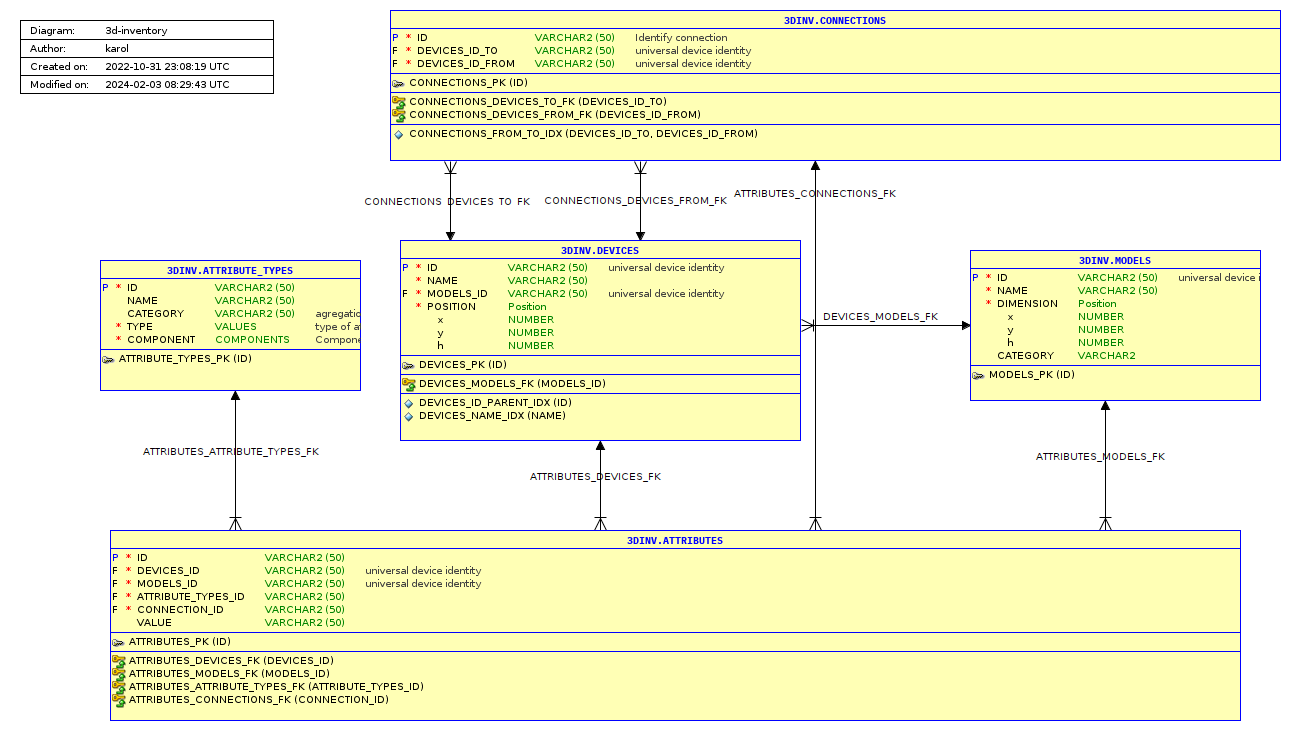 Diagram: 3d-inventory
Author: karol
Created on: 2022-10-31 23:08:19 UTC
Modified on: 2024-02-03 08:29:43 UTC
3DINV.CONNECTIONS
P * ID VARCHAR2 (50) Identify connection
F * DEVICES_ID_TO VARCHAR2 (50) universal device identity
F * DEVICES_ID_FROM VARCHAR2 (50) universal device identity
CONNECTIONS_PK (ID)
CONNECTIONS_DEVICES_TO_FK (DEVICES_ID_TO)
CONNECTIONS_DEVICES_FROM_FK (DEVICES_ID_FROM)
CONNECTIONS_FROM_TO_IDX (DEVICES_ID_TO, DEVICES_ID_FROM)
CONNECTIONS_DEVICES_TO_FK
CONNECTIONS_DEVICES_FROM_FK
ATTRIBUTES_CONNECTIONS_FK
3DINV.ATTRIBUTE_TYPES
P * ID VARCHAR2 (50)
NAME VARCHAR2 (50)
CATEGORY VARCHAR2 (50) agregatio
* TYPE VALUES type of a
* COMPONENT COMPONENTS Compone
ATTRIBUTE_TYPES_PK (ID)
3DINV.DEVICES
P * ID VARCHAR2 (50) universal device identity
* NAME VARCHAR2 (50)
F * MODELS_ID VARCHAR2 (50) universal device identity
* POSITION Position
x NUMBER
y NUMBER
h NUMBER
DEVICES_PK (ID)
DEVICES_MODELS_FK (MODELS_ID)
DEVICES_ID_PARENT_IDX (ID)
DEVICES_NAME_IDX (NAME)
DEVICES_MODELS_FK
3DINV.MODELS
P * ID VARCHAR2 (50) universal device i
* NAME VARCHAR2 (50)
* DIMENSION Position
x NUMBER
y NUMBER
h NUMBER
CATEGORY VARCHAR2
MODELS_PK (ID)
ATTRIBUTES_ATTRIBUTE_TYPES_FK
ATTRIBUTES_DEVICES_FK
ATTRIBUTES_MODELS_FK
3DINV.ATTRIBUTES
P * ID VARCHAR2 (50)
F * DEVICES_ID VARCHAR2 (50) universal device identity
F * MODELS_ID VARCHAR2 (50) universal device identity
F * ATTRIBUTE_TYPES_ID VARCHAR2 (50)
F * CONNECTION_ID VARCHAR2 (50)
VALUE VARCHAR2 (50)
ATTRIBUTES_PK (ID)
ATTRIBUTES_DEVICES_FK (DEVICES_ID)
ATTRIBUTES_MODELS_FK (MODELS_ID)
ATTRIBUTES_ATTRIBUTE_TYPES_FK (ATTRIBUTE_TYPES_ID)
ATTRIBUTES_CONNECTIONS_FK (CONNECTION_ID)